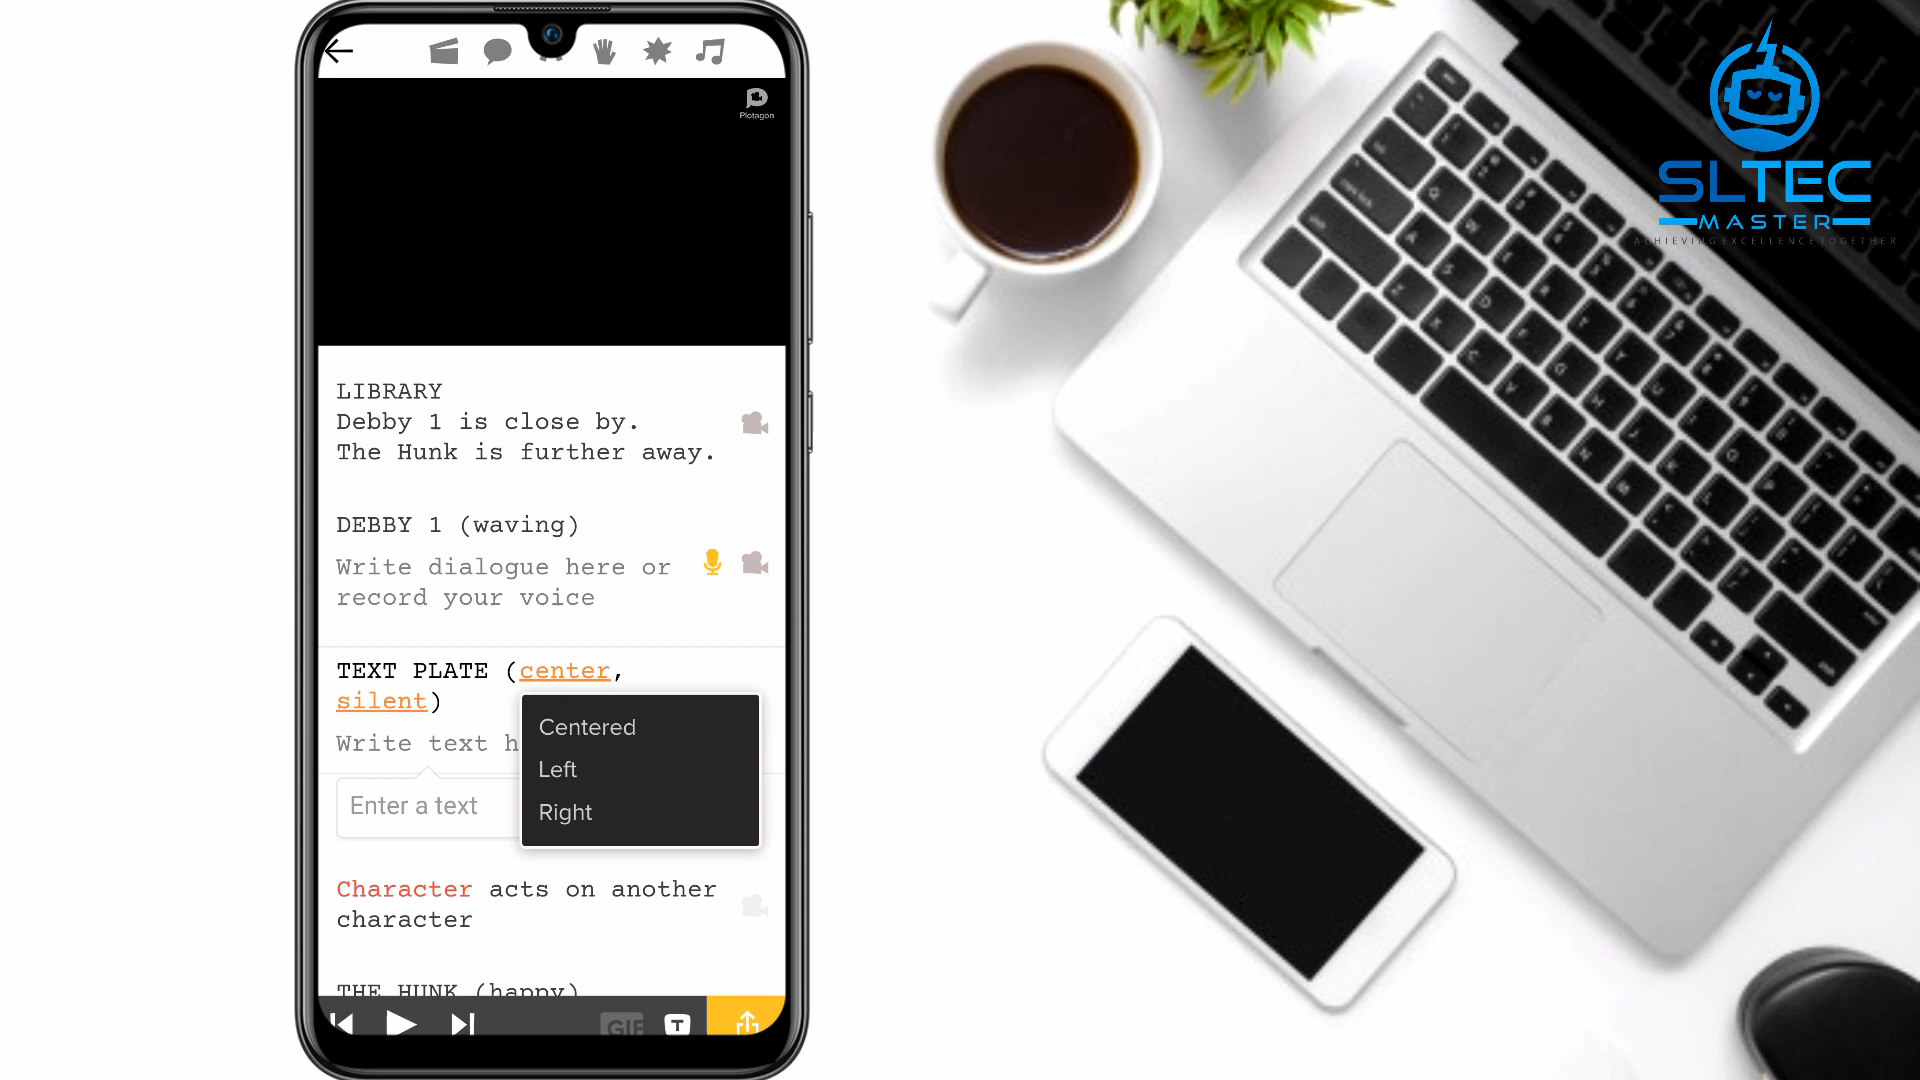 Plotagon
LIBRARY
Debby 1 is close by.
The Hunk is further away.
DEBBY 1 (waving)
Write dialogue here or
record your voice
TEXT PLATE (center,
silent)
Write text h
Centered
Left
Right
Enter a text
Character acts on another
character
THE HUNK (happy)
GIF
T
SLTEC
MASTER
ACHIEVING EXCELLENCE TOGETHER